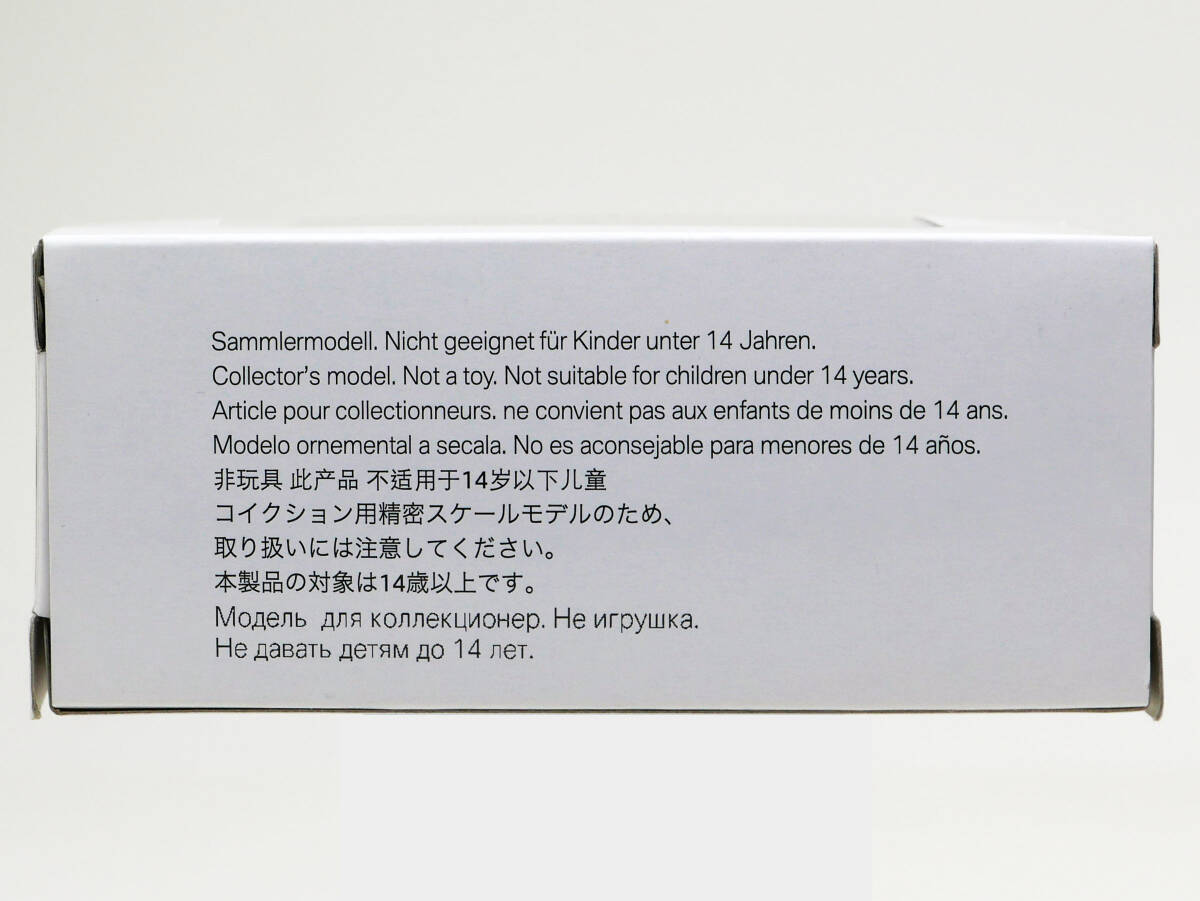 Sammlermodell. Nicht geeignet für Kinder unter 14 Jahren.
Collector's model. Not a toy. Not suitable for children under 14 years.
Article pour collectionneurs. ne convient pas aux enfants de moins de 14 ans.
Modelo ornemental a secala. No es aconsejable para menores de 14 años.
非玩具 此产品 不适用于14岁以下儿童
コイクション用精密スケールモデルのため、
取り扱いには注意してください。
本製品の対象は14歳以上です。
Модель для коллекционер. Не игрушка.
Не давать детям до 14 лет.